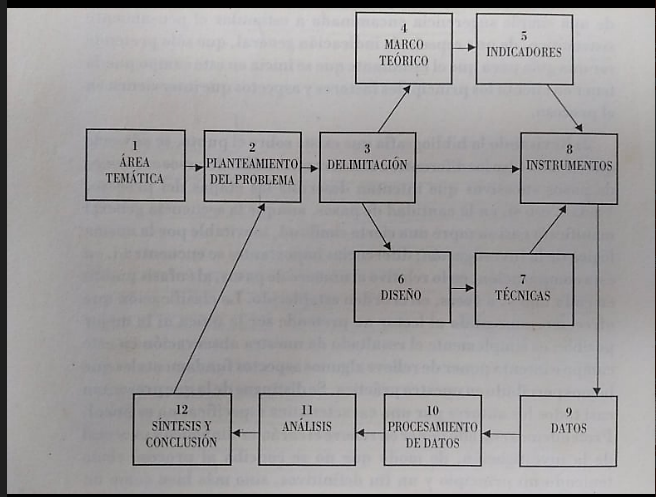 4
MARCO
TEÓRICO
5
INDICADORES
1
ÁREA
TEMÁTICA
2
PLANTEAMIENTO
DEL PROBLEMA
3
DELIMITACIÓN
8
INSTRUMENTOS
6
DISEÑO
7
TÉCNICAS
12
SÍNTESIS Y
CONCLUSIÓN
11
ANÁLISIS
10
PROCESAMIENTO
DE DATOS
9
DATOS